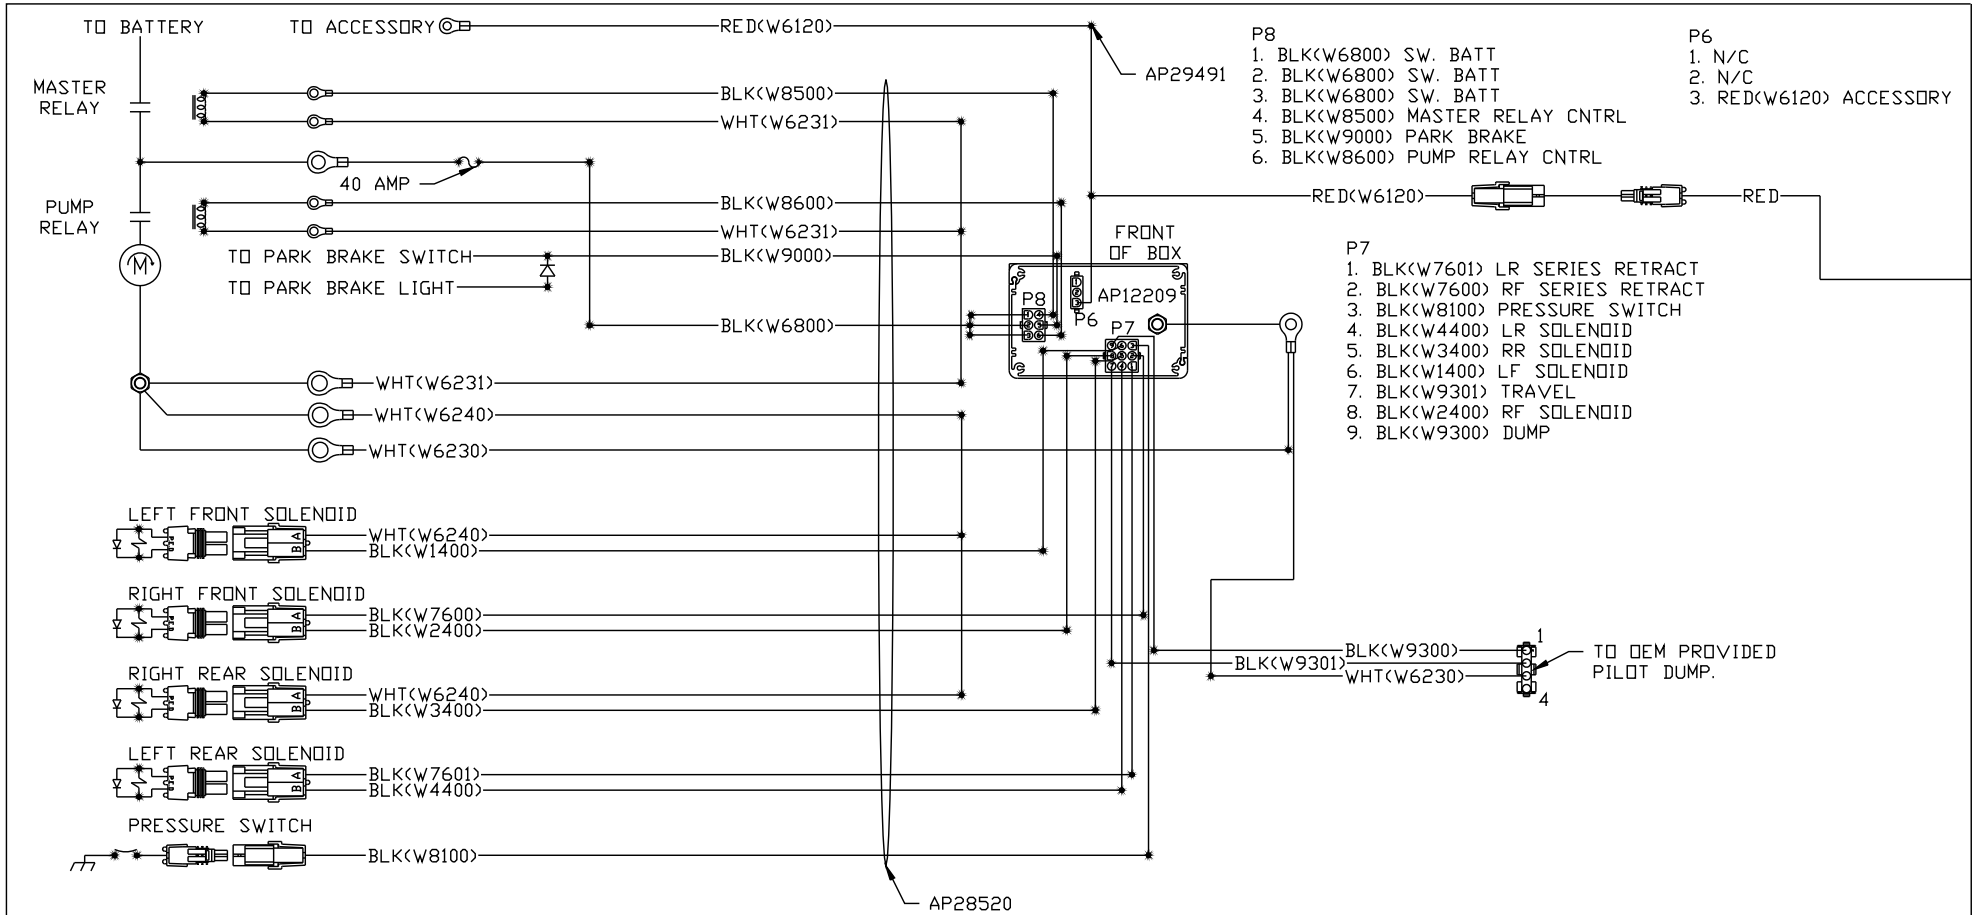 TO BATTERY
TO ACCESSORY
RED(W6120)
AP29491
MASTER
RELAY
BLK(W8500)
WHT(W6231)
40 AMP
PUMP
RELAY
BLK(W8600)
WHT(W6231)
M
TO PARK BRAKE SWITCH
BLK(W9000)
TO PARK BRAKE LIGHT
BLK(W6800)
WHT(W6231)
WHT(W6240)
WHT(W6230)
P8
1. BLK(W6800) SW. BATT
2. BLK(W6800) SW. BATT
3. BLK(W6800) SW. BATT
4. BLK(W8500) MASTER RELAY CNTRL
5. BLK(W9000) PARK BRAKE
6. BLK(W8600) PUMP RELAY CNTRL
P6
1. N/C
2. N/C
3. RED(W6120) ACCESSORY
RED(W6120)
RED
FRONT
OF BOX
AP12209
P8
P6
P7
P7
1. BLK(W7601) LR SERIES RETRACT
2. BLK(W7600) RF SERIES RETRACT
3. BLK(W8100) PRESSURE SWITCH
4. BLK(W4400) LR SOLENOID
5. BLK(W3400) RR SOLENOID
6. BLK(W1400) LF SOLENOID
7. BLK(W9301) TRAVEL
8. BLK(W2400) RF SOLENOID
9. BLK(W9300) DUMP
LEFT FRONT SOLENOID
A
B
WHT(W6240)
BLK(W1400)
RIGHT FRONT SOLENOID
A
B
BLK(W7600)
BLK(W2400)
RIGHT REAR SOLENOID
A
B
WHT(W6240)
BLK(W3400)
LEFT REAR SOLENOID
A
B
BLK(W7601)
BLK(W4400)
PRESSURE SWITCH
BLK(W8100)
BLK(W9300)
BLK(W9301)
WHT(W6230)
1
4
TO OEM PROVIDED
PILOT DUMP.
AP28520